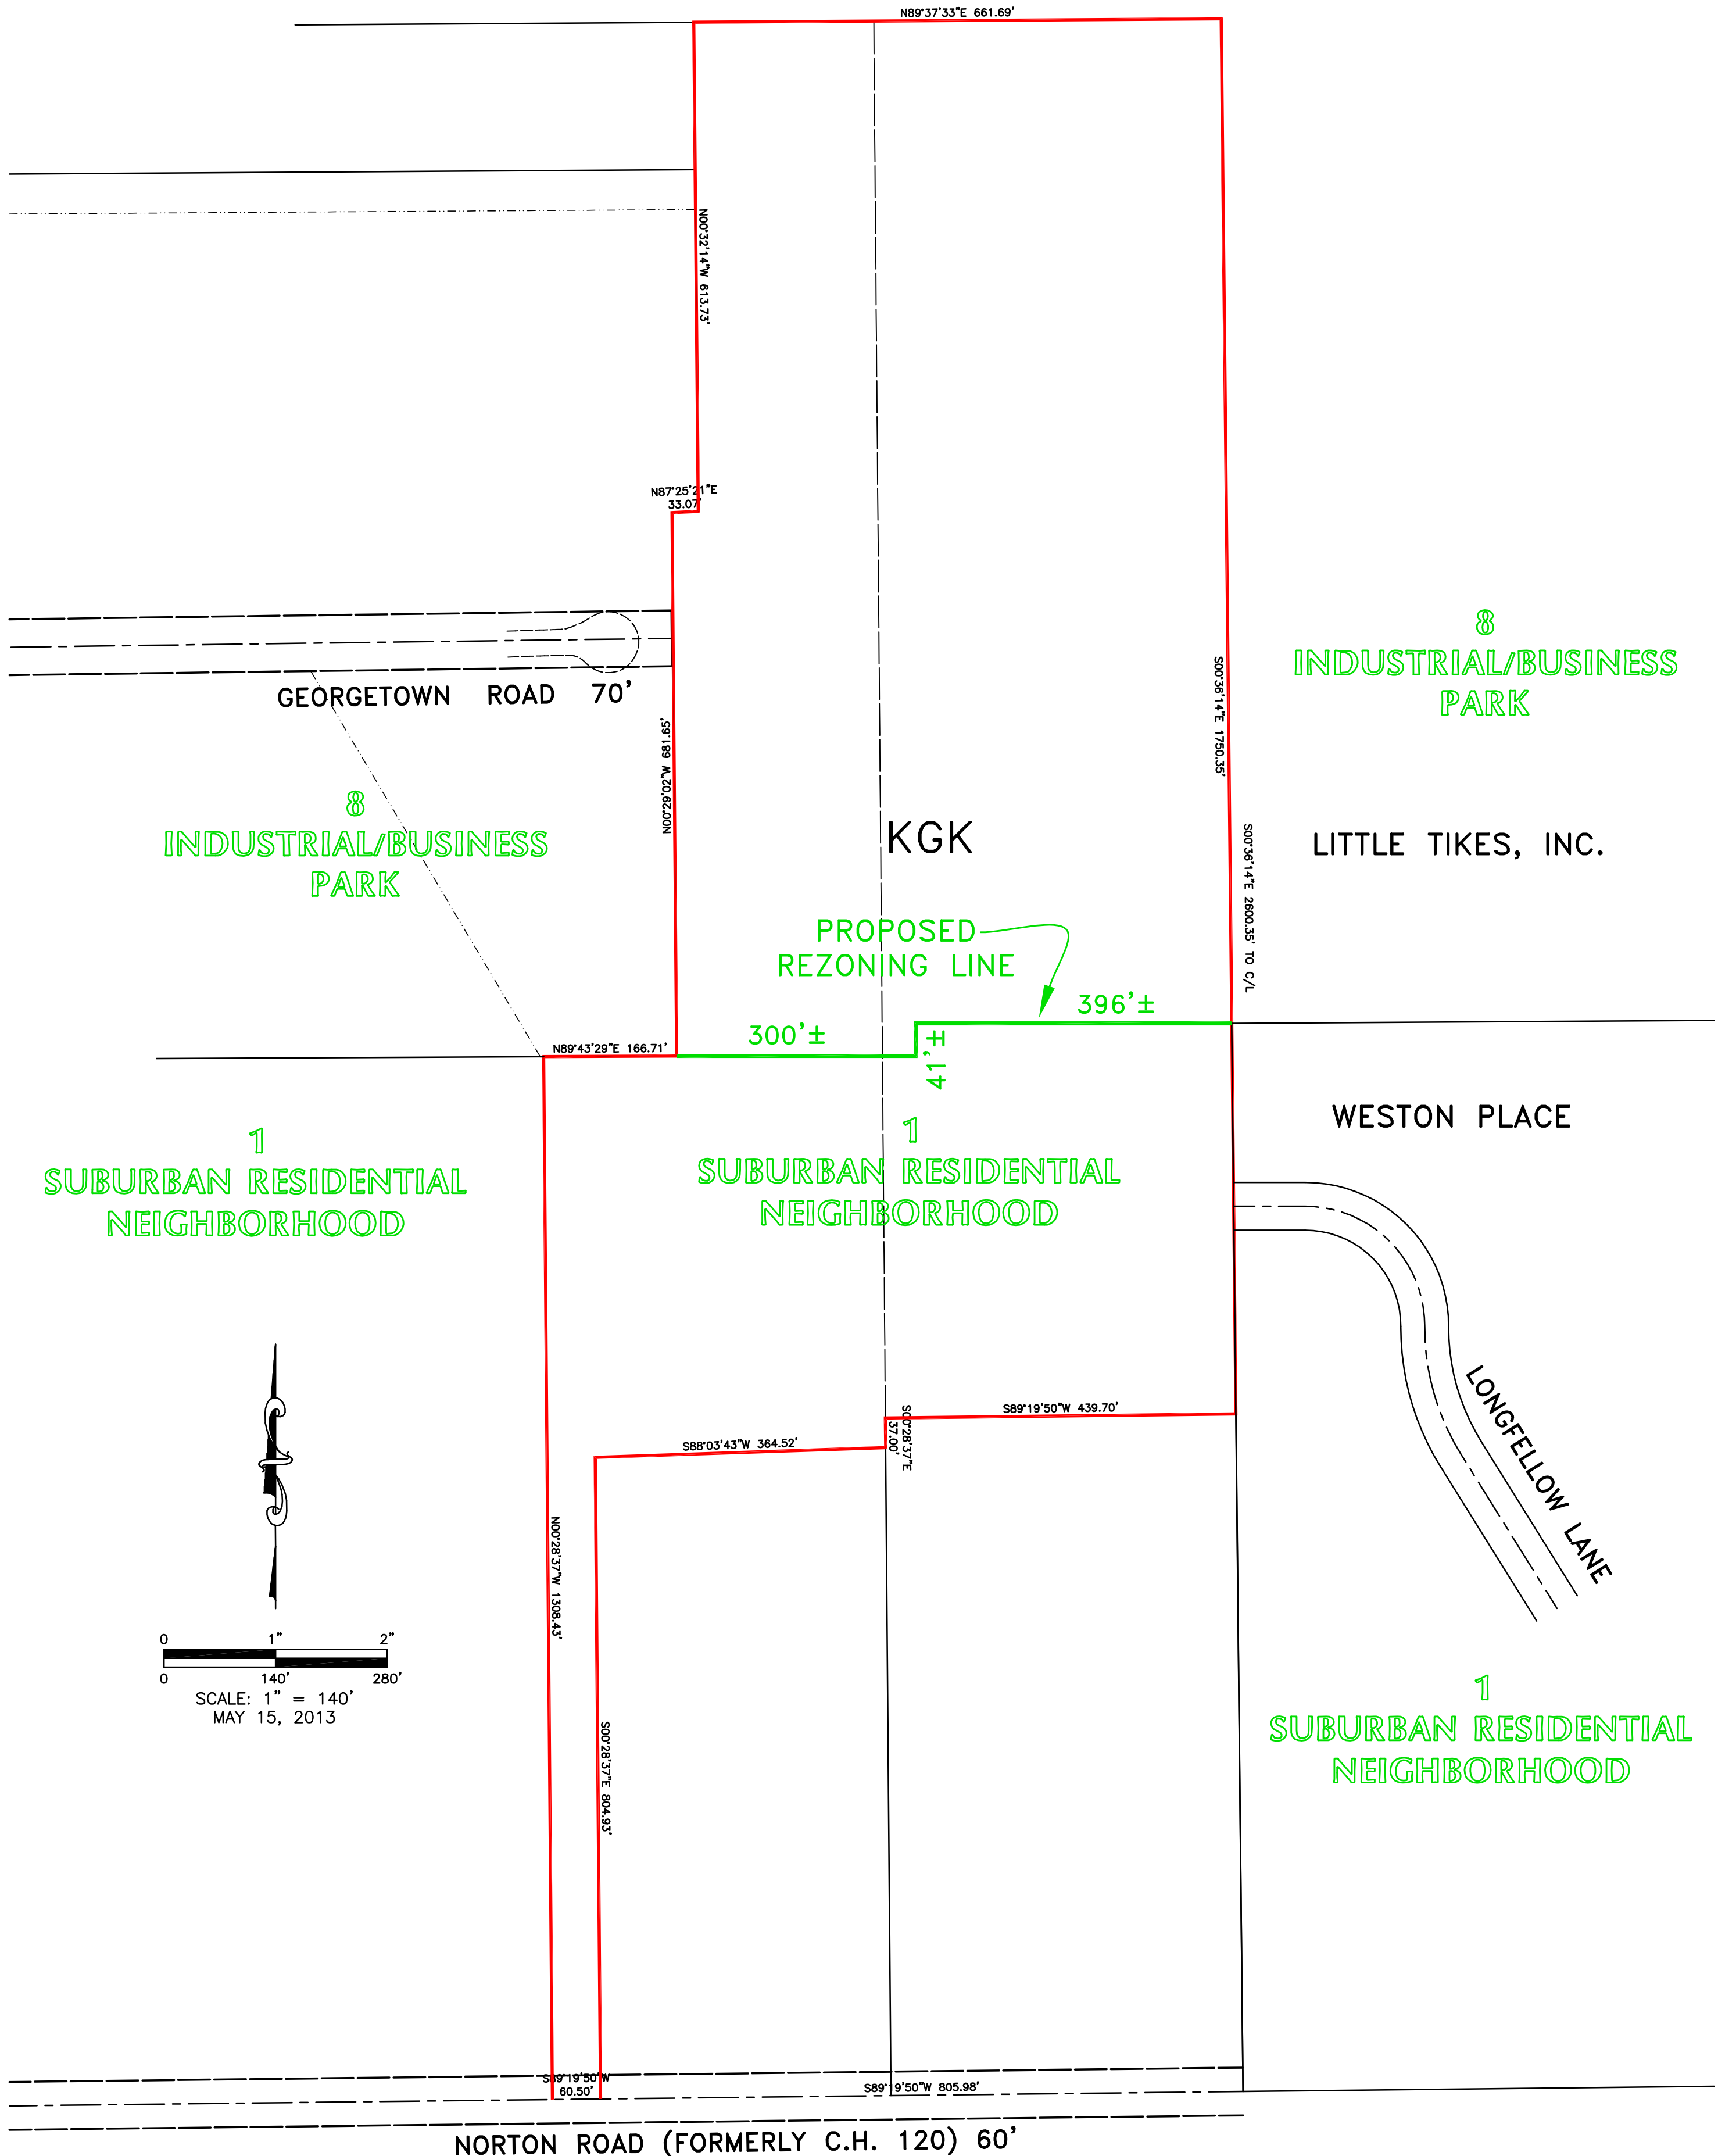 N89°37'33"E 661.69'
N00°32'14"W 613.73'
N87°25'21"E
33.07'
GEORGETOWN ROAD 70'
N00°29'02"W 681.65'
S00°36'14"E 1750.35'
8
INDUSTRIAL/BUSINESS
PARK
8
INDUSTRIAL/BUSINESS
PARK
KGK
LITTLE TIKES, INC.
S00°36'14"E 2600.35' TO C/L
PROPOSED
REZONING LINE
396'±
300'±
41'±
N89°43'29"E 166.71'
WESTON PLACE
1
SUBURBAN RESIDENTIAL
NEIGHBORHOOD
1
SUBURBAN RESIDENTIAL
NEIGHBORHOOD
LONGFELLOW LANE
S89°19'50"W 439.70'
S00°28'37"E
37.00'
S88°03'43"W 364.52'
N00°28'37"W 1308.43'
0 1" 2"
0 140' 280'
SCALE: 1" = 140'
MAY 15, 2013
S00°28'37"E 804.93'
1
SUBURBAN RESIDENTIAL
NEIGHBORHOOD
S89°19'50"W
60.50'
S89°19'50"W 805.98'
NORTON ROAD (FORMERLY C.H. 120) 60'